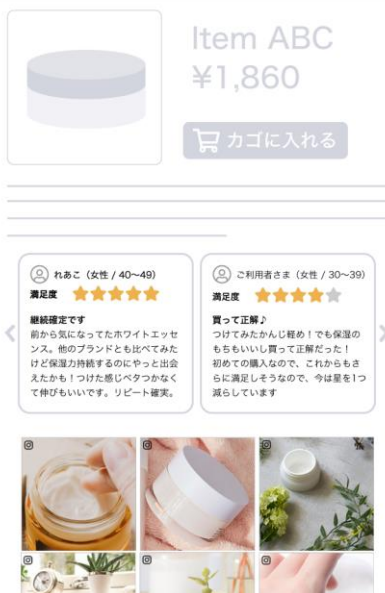 Item ABC
¥1,860
カゴに入れる
れあこ（女性 / 40〜49）
満足度
継続確定です
前から気になってたホワイトエッセ
ンス。他のブランドとも比べてみた
けど保湿力持続するのにやっと出会
えたかも！つけた感じベタつかなく
て伸びもいいです。リピート確実。
ご利用者さま（女性 / 30〜39）
満足度
買って正解♪
つけてみたかんじ軽め！でも保湿の
もちもいいし買って正解だった！
初めての購入なので、これからもさ
らに満足しそうなので、今は星を1つ
減らしています